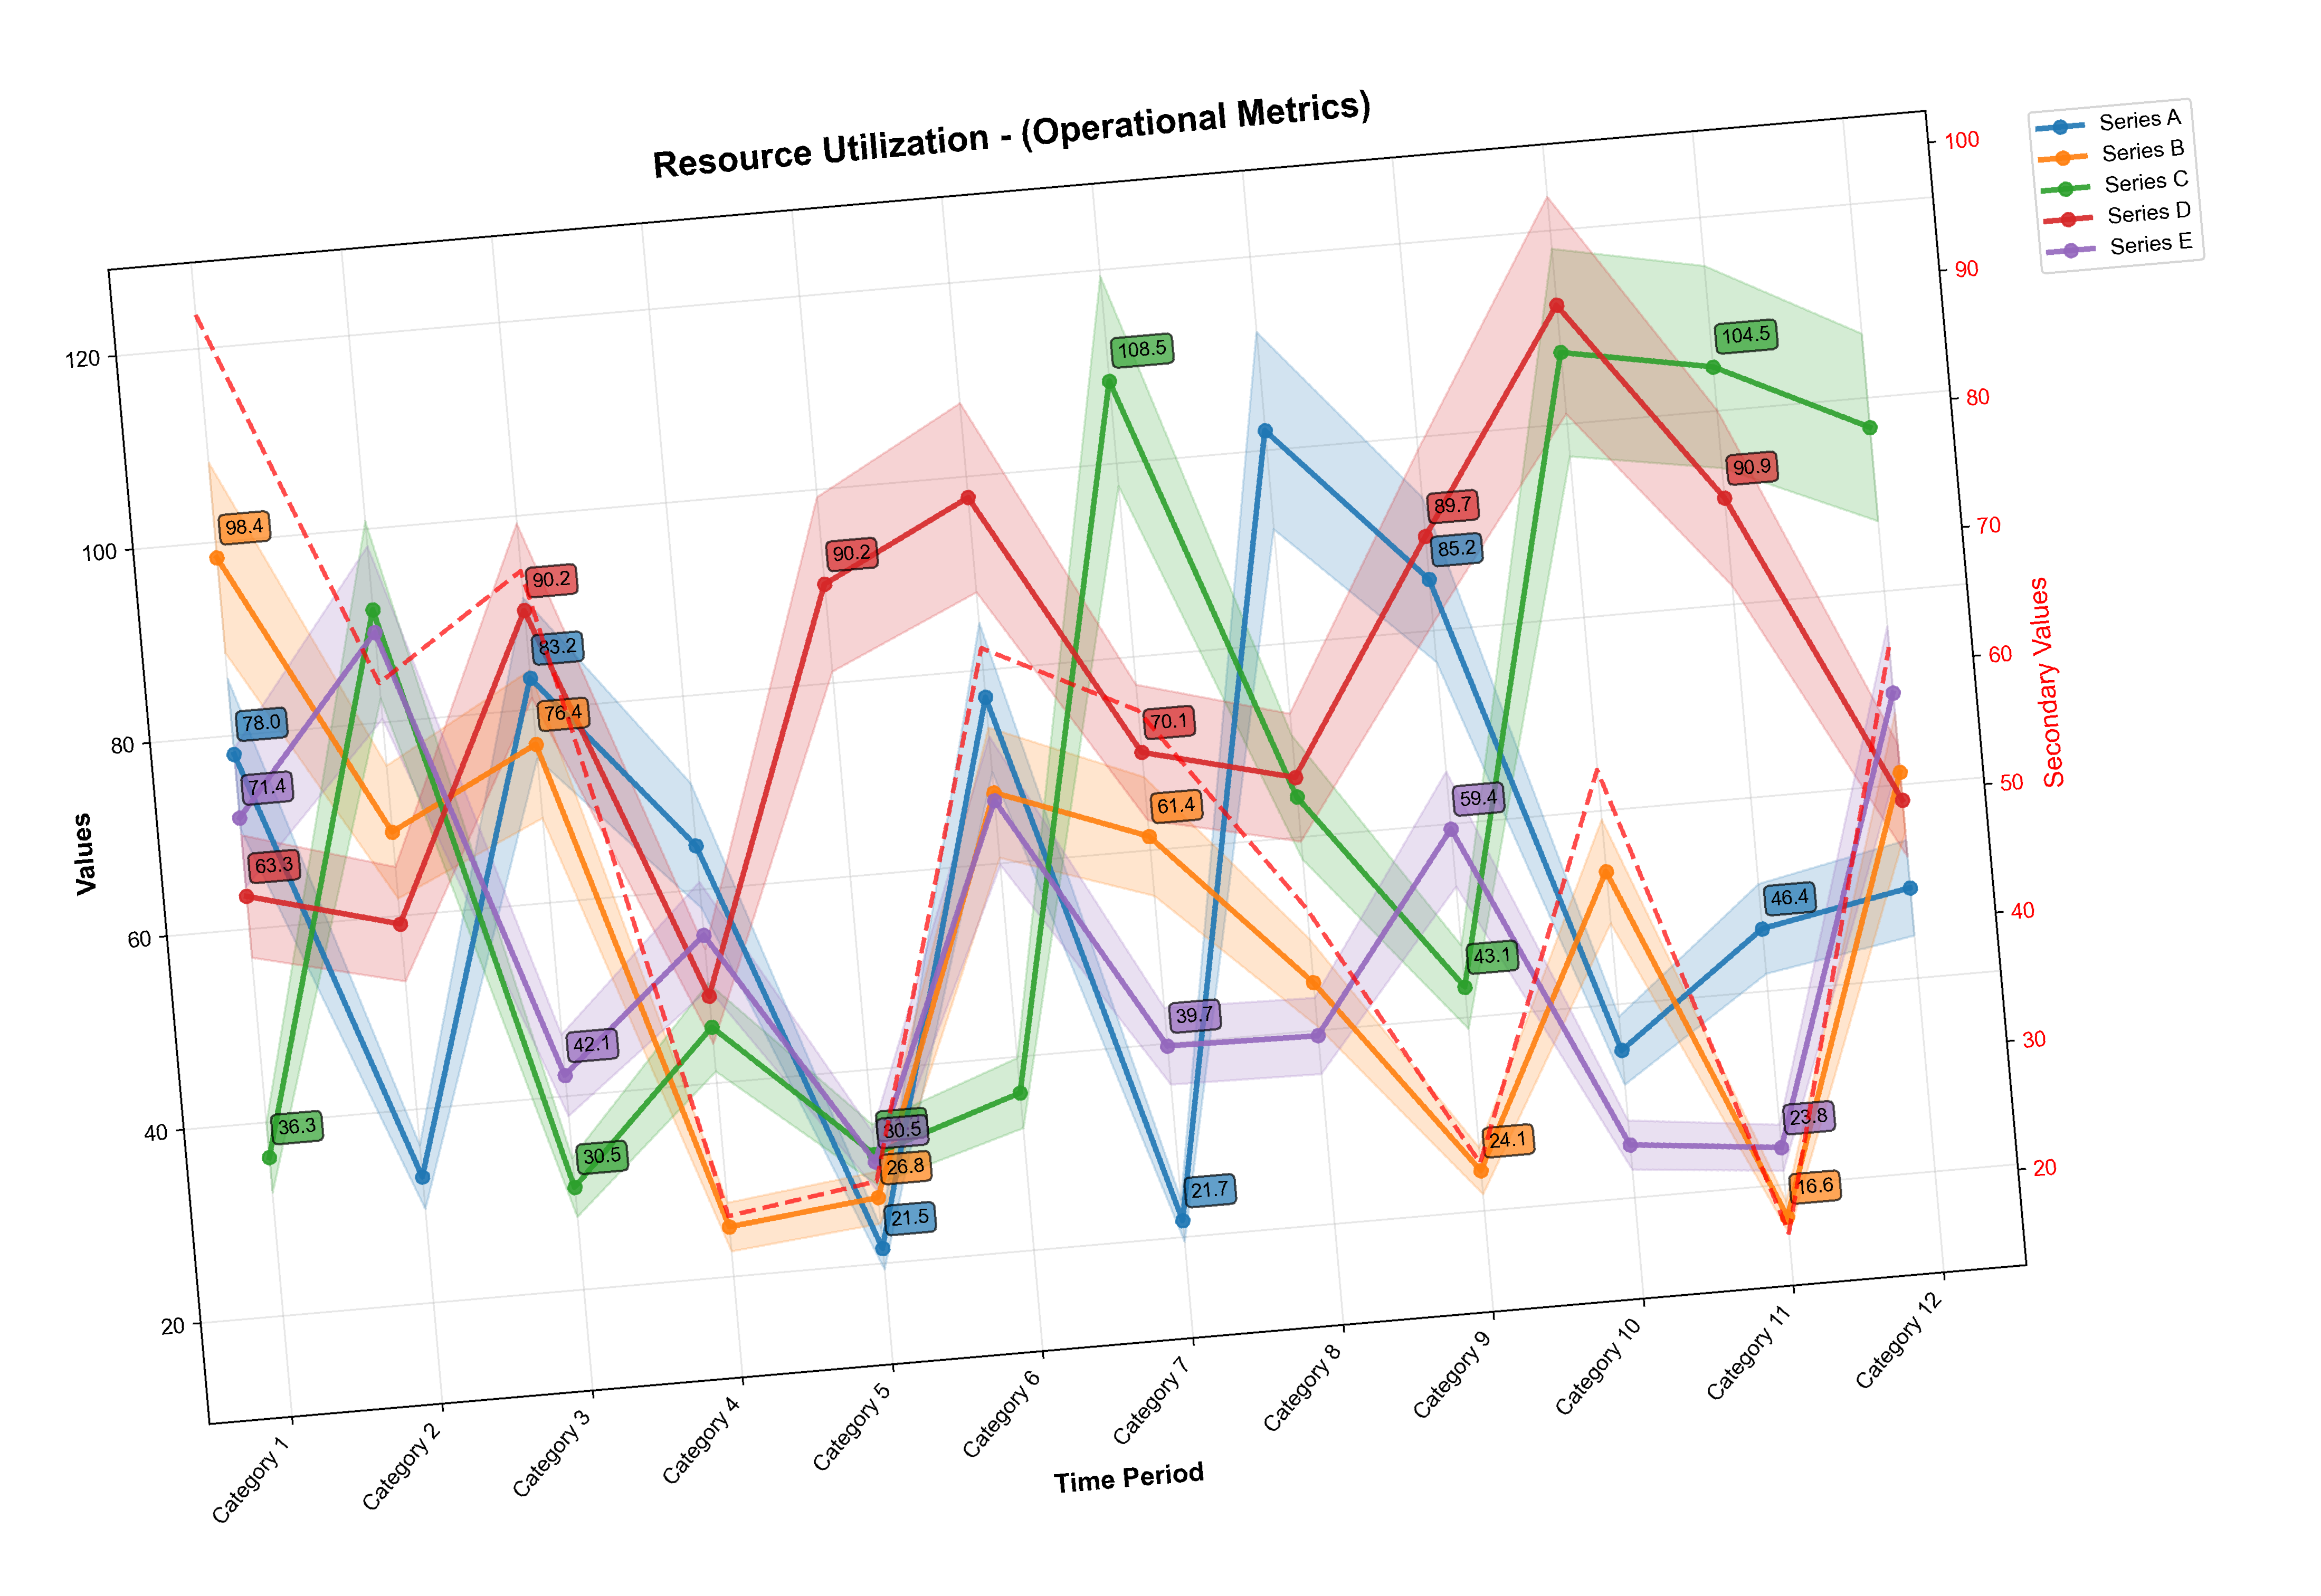 Resource Utilization - (Operational Metrics)
Series A
Series B
Series C
Series D
Series E
Values
120
100
80
60
40
20
100
90
80
70
60
50
40
30
20
Secondary Values
98.4
78.0
71.4
63.3
36.3
90.2
83.2
76.4
42.1
30.5
90.2
30.5
26.8
21.5
108.5
70.1
61.4
39.7
21.7
89.7
85.2
59.4
43.1
24.1
104.5
90.9
46.4
23.8
16.6
Category 1
Category 2
Category 3
Category 4
Category 5
Category 6
Category 7
Category 8
Category 9
Category 10
Category 11
Category 12
Time Period